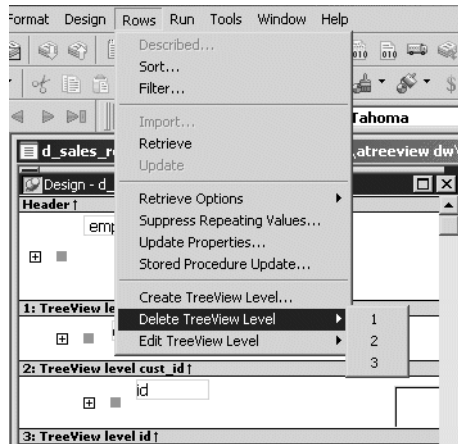 Format Design Rows Run Tools Window Help
Described...
Sort...
Filter...
Tahoma
Import...
Retrieve
Update
d_sales_r
\atreeview dw\
Design - d_
Header ↑
Retrieve Options
Suppress Repeating Values...
Update Properties...
Stored Procedure Update...
emp
Create TreeView Level...
1: TreeView le
Delete TreeView Level
1
Edit TreeView Level
2
3
2: TreeView level cust_id ↑
id
3: TreeView level id ↑